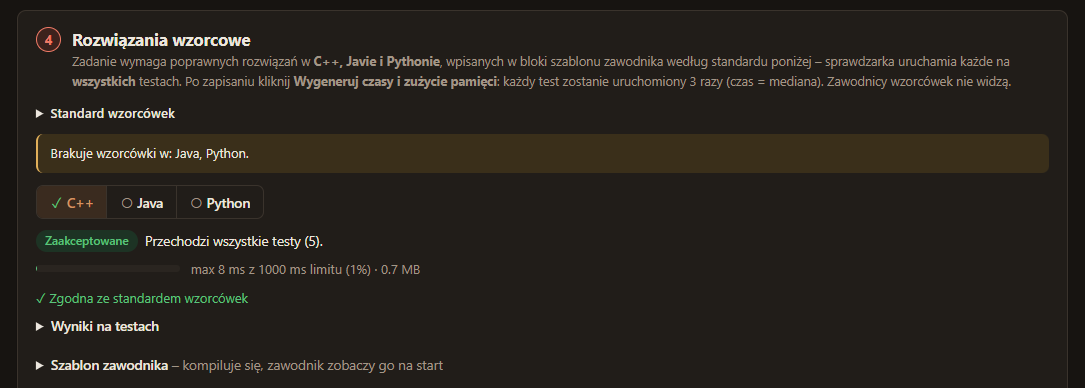 4 Rozwiązania wzorcowe
Zadanie wymaga poprawnych rozwiązań w C++, Javie i Pythonie, wpisanych w bloki szablonu zawodnika według standardu poniżej – sprawdzarka uruchamia każde na
wszystkich testach. Po zapisaniu kliknij Wygeneruj czasy i zużycie pamięci: każdy test zostanie uruchomiony 3 razy (czas = mediana). Zawodnicy wzorcówek nie widzą.
▶ Standard wzorcówek
Brakuje wzorcówki w: Java, Python.
✓ C++ ○ Java ○ Python
Zaakceptowane Przechodzi wszystkie testy (5).
max 8 ms z 1000 ms limitu (1%) · 0.7 MB
✓ Zgodna ze standardem wzorcówek
▶ Wyniki na testach
▶ Szablon zawodnika – kompiluje się, zawodnik zobaczy go na start